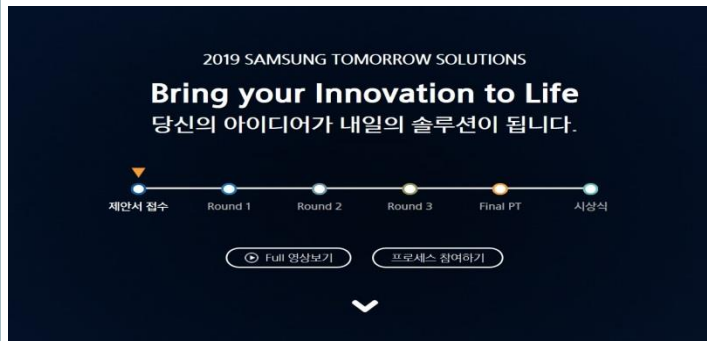 2019 SAMSUNG TOMORROW SOLUTIONS
Bring your Innovation to Life
당신의 아이디어가 내일의 솔루션이 됩니다.
제안서 접수 Round 1 Round 2 Round 3 Final PT 시상식
Full 영상보기 프로세스 참여하기